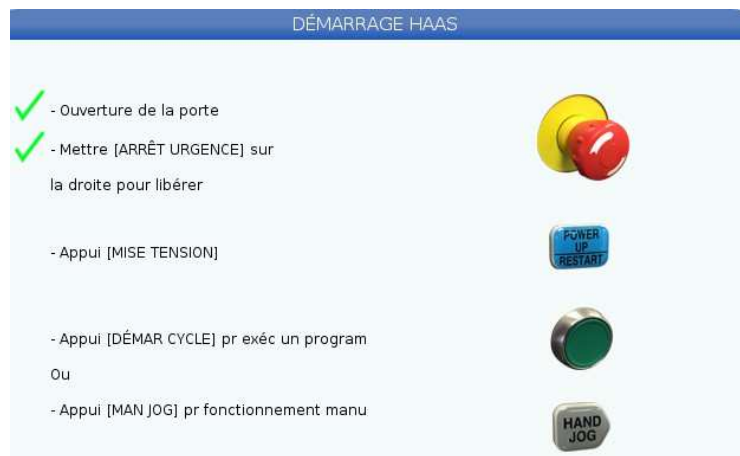 DÉMARRAGE HAAS
- Ouverture de la porte
- Mettre [ARRÊT URGENCE] sur
la droite pour libérer
- Appui [MISE TENSION]
POWER
UP
RESTART
- Appui [DÉMAR CYCLE] pr exéc un program
Ou
- Appui [MAN JOG] pr fonctionnement manu
HAND
JOG